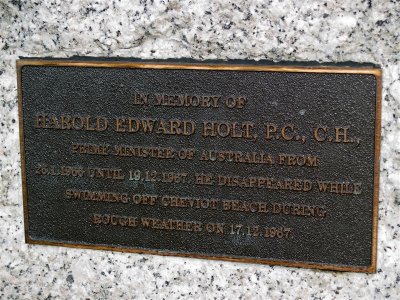 IN MEMORY OF
HAROLD EDWARD HOLT, P.C., C.H.,
PRIME MINISTER OF AUSTRALIA FROM
26.1.1966 UNTIL 19.12.1967. HE DISAPPEARED WHILE
SWIMMING OFF CHEVIOT BEACH DURING
ROUGH WEATHER ON 17.12.1967.